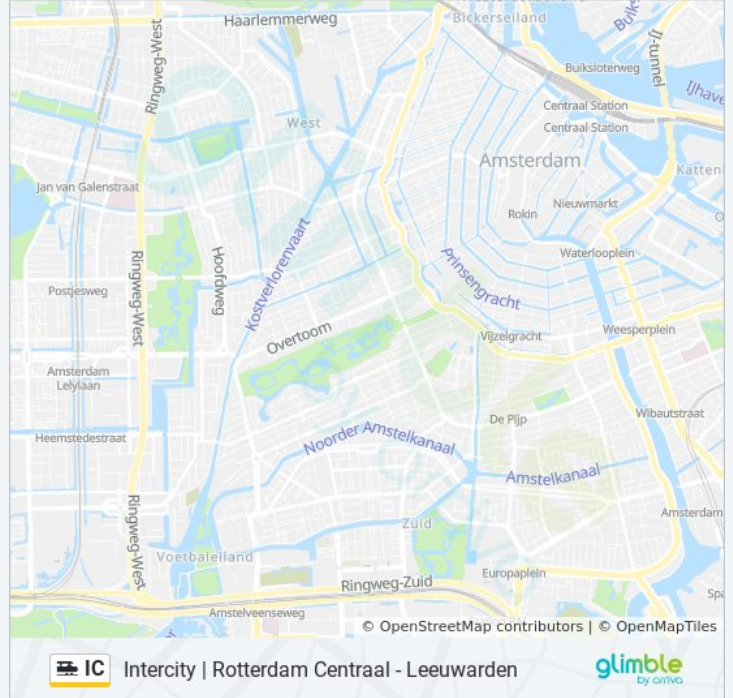 Haarlemmerweg
Bickerseiland
Ringweg-West
IJ-tunnel
Buiksloterweg
IJhave
Centraal Station
West
Centraal Station
Amsterdam
Katten
Jan van Galenstraat
Nieuwmarkt
Rokin
Kostverlorenvaart
Waterlooplein
Hoofdweg
Prinsengracht
Ringweg-West
Postjesweg
Overtoom
Vijzelgracht
Weesperplein
Amsterdam
Lelylaan
De Pijp
Wibautstraat
Heemstedestraat
Noorder Amstelkanaal
Amstelkanaal
Ringweg-West
Amsterdam
Zuid
Voetbaleiland
Europaplein
Ringweg-Zuid
Spa
Amstelveenseweg
© OpenStreetMap contributors | © OpenMapTiles
IC Intercity | Rotterdam Centraal - Leeuwarden
glimble
by arriva